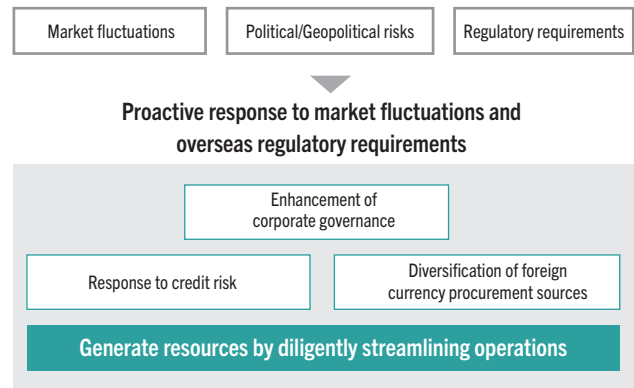 Market fluctuations
Political/Geopolitical risks
Regulatory requirements
Proactive response to market fluctuations and
overseas regulatory requirements
Enhancement of
corporate governance
Response to credit risk
Diversification of foreign
currency procurement sources
Generate resources by diligently streamlining operations